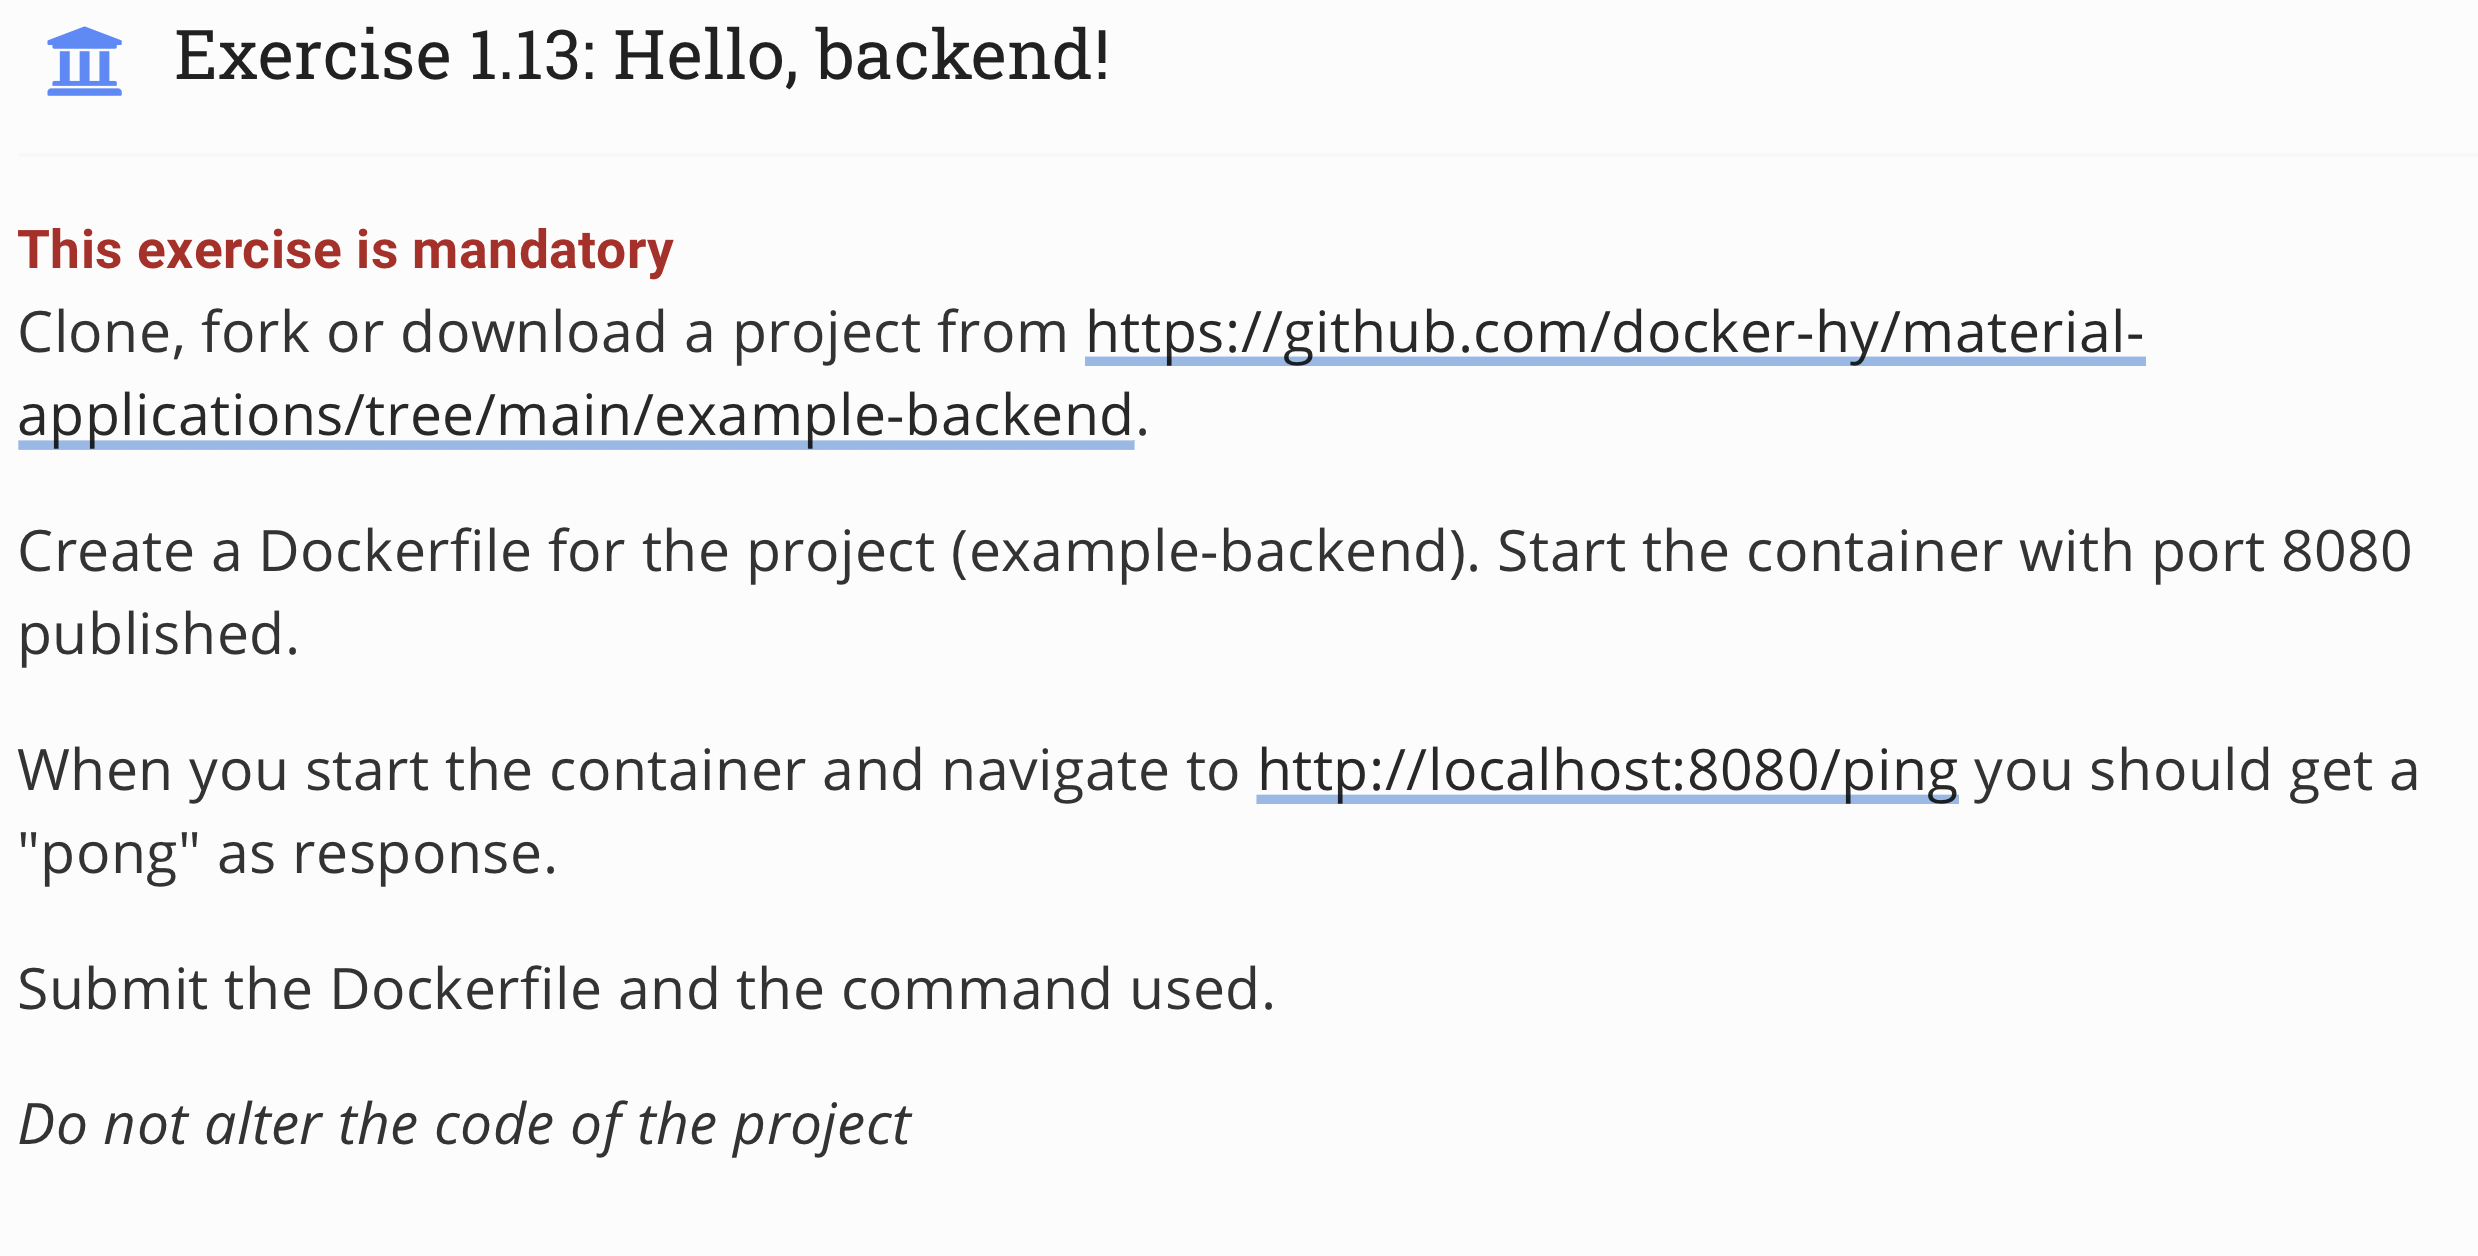 Exercise 1.13: Hello, backend!
This exercise is mandatory
Clone, fork or download a project from https://github.com/docker-hy/material-
applications/tree/main/example-backend.
Create a Dockerfile for the project (example-backend). Start the container with port 8080
published.
When you start the container and navigate to http://localhost:8080/ping you should get a
"pong" as response.
Submit the Dockerfile and the command used.
Do not alter the code of the project